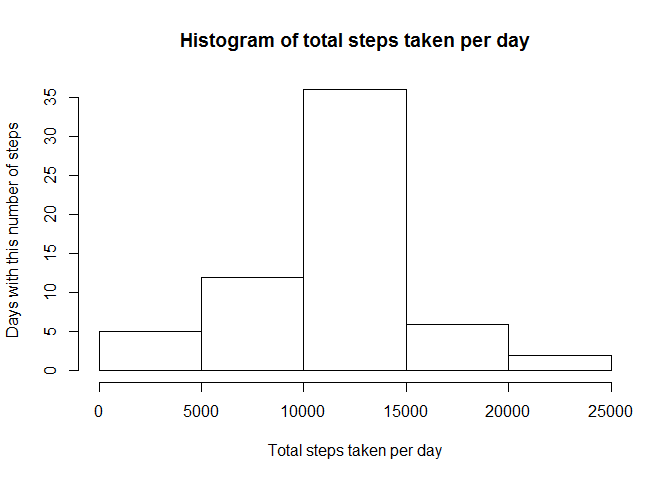 Histogram of total steps taken per day
Days with this number of steps
35
30
25
20
15
10
5
0
0 5000 10000 15000 20000 25000
Total steps taken per day